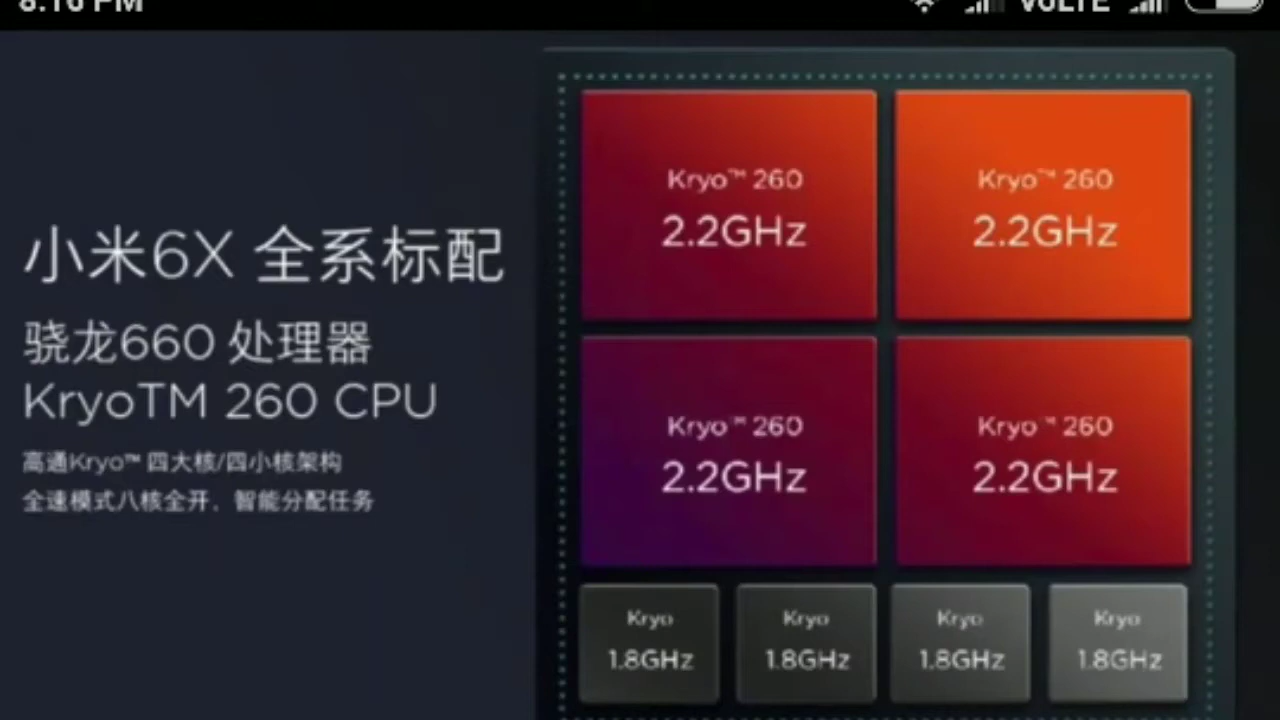 8:16 PM VoLTE
小米6X 全系标配
骁龙660 处理器
KryoTM 260 CPU
高通Kryo™ 四大核/四小核架构
全速模式八核全开，智能分配任务
Kryo™ 260
2.2GHz
Kryo™ 260
2.2GHz
Kryo™ 260
2.2GHz
Kryo™ 260
2.2GHz
Kryo
1.8GHz
Kryo
1.8GHz
Kryo
1.8GHz
Kryo
1.8GHz